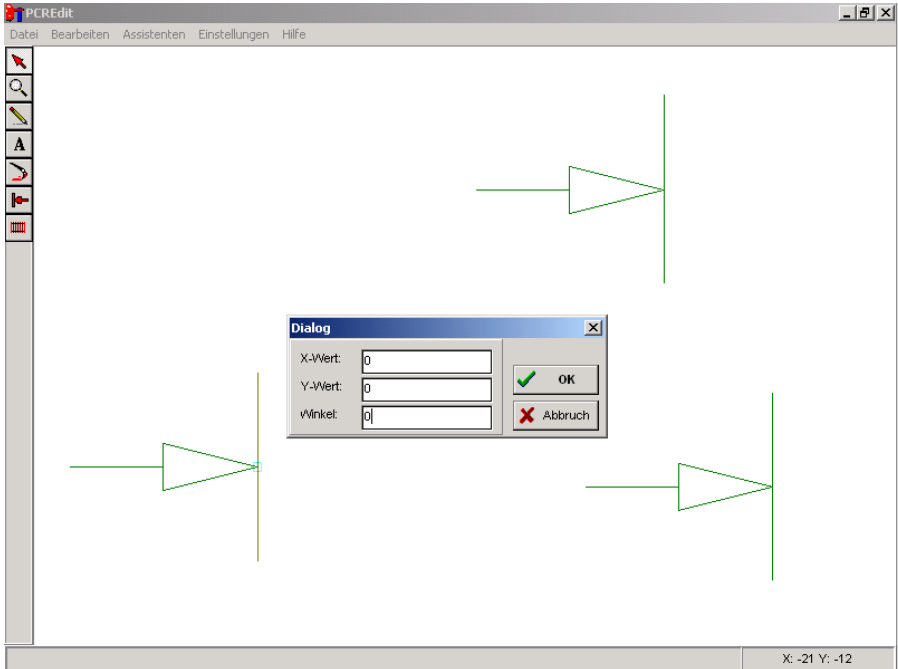 PCREdit
Datei Bearbeiten Assistenten Einstellungen Hilfe
A
Dialog
X-Wert: 0
Y-Wert: 0
OK
Winkel: 0
Abbruch
X: -21 Y: -12